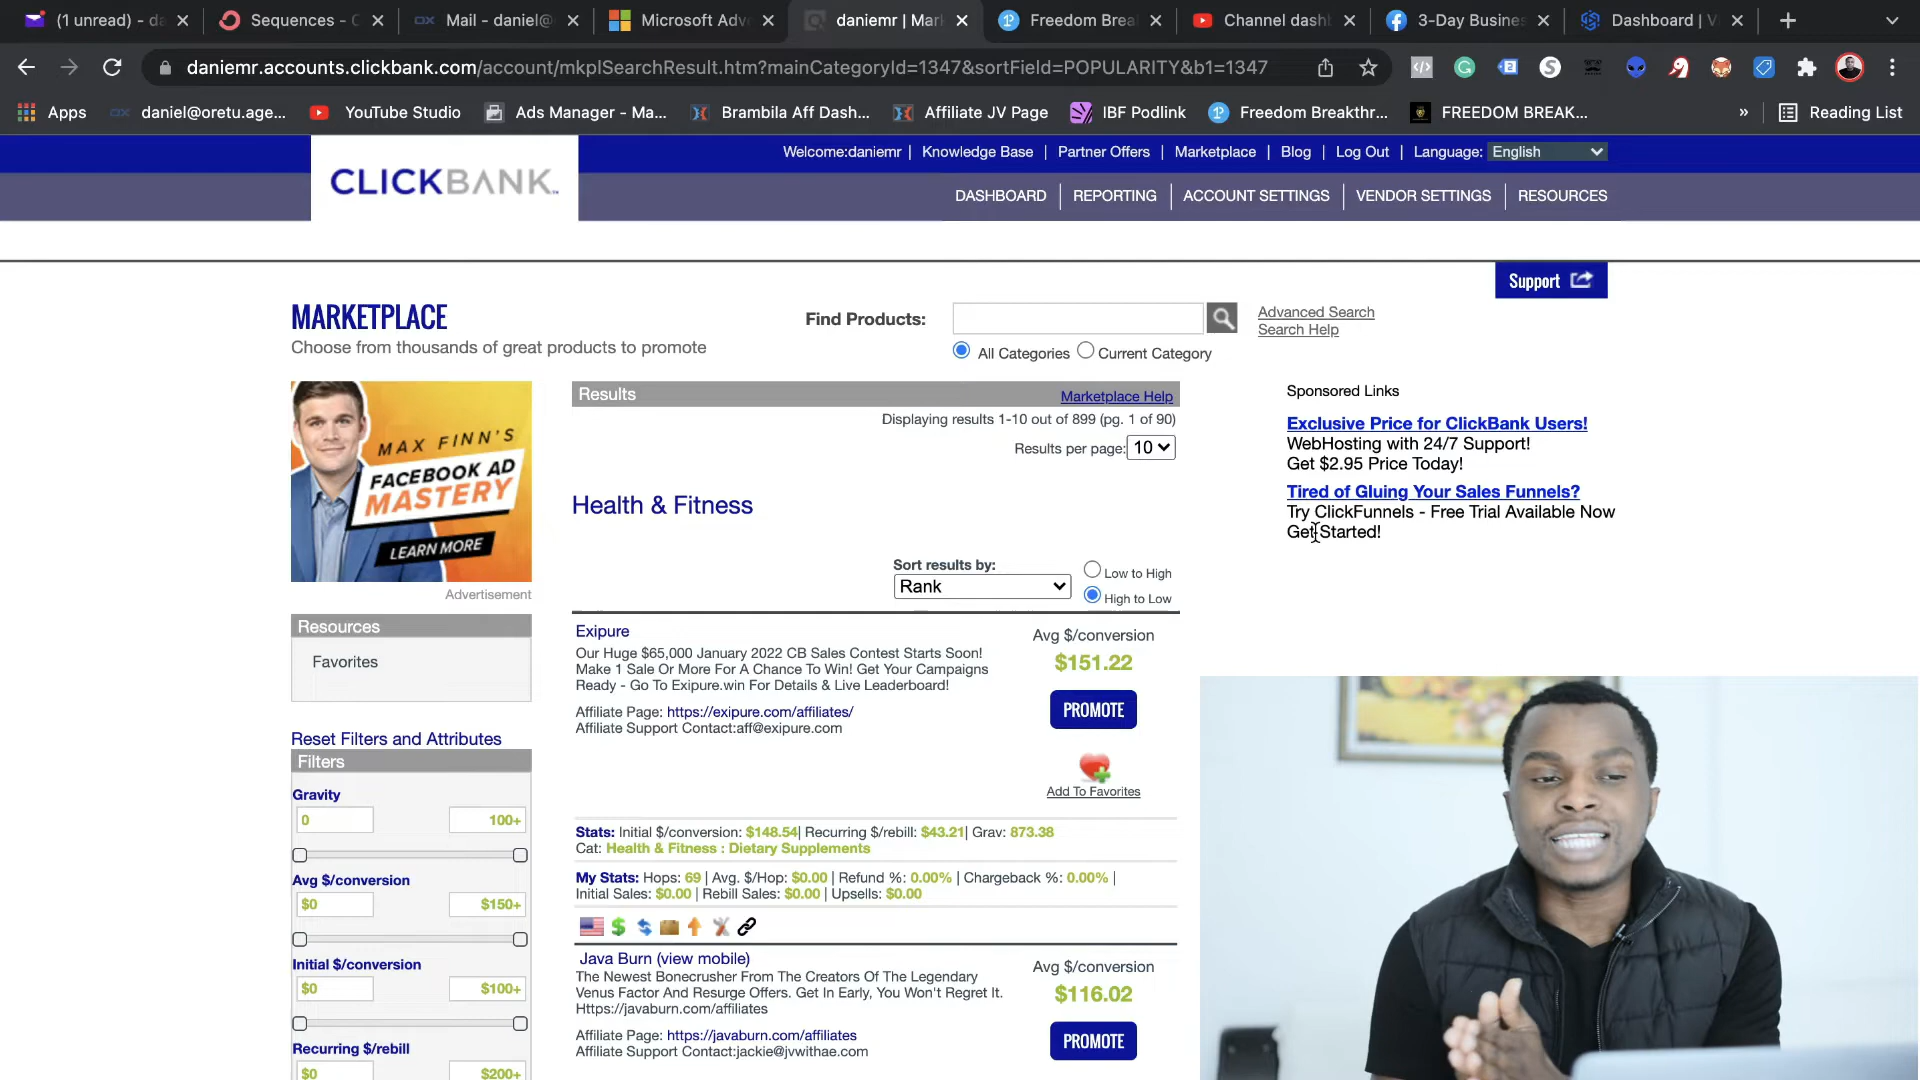 (1 unread) - da
Sequences - C
Mail - daniel@
Microsoft Adv
daniemr | Mark
Freedom Brea
Channel dashb
3-Day Busines
Dashboard | V
daniemr.accounts.clickbank.com/account/mkplSearchResult.htm?mainCategoryId=1347&sortField=POPULARITY&b1=1347
Apps
daniel@oretu.age...
YouTube Studio
Ads Manager - Ma...
Brambila Aff Dash...
Affiliate JV Page
IBF Podlink
Freedom Breakthr...
FREEDOM BREAK...
»
Reading List
Welcome:daniemr | Knowledge Base | Partner Offers | Marketplace | Blog | Log Out | Language: English
CLICKBANK
DASHBOARD | REPORTING | ACCOUNT SETTINGS | VENDOR SETTINGS | RESOURCES
Support
MARKETPLACE
Choose from thousands of great products to promote
Find Products:
Advanced Search
Search Help
All Categories Current Category
MAX FINN'S
FACEBOOK AD
MASTERY
LEARN MORE
Advertisement
Resources
Favorites
Reset Filters and Attributes
Filters
Gravity
0 100+
Avg $/conversion
$0 $150+
Initial $/conversion
$0 $100+
Recurring $/rebill
$0 $200+
Results Marketplace Help
Displaying results 1-10 out of 899 (pg. 1 of 90)
Results per page: 10
Health & Fitness
Sort results by:
Rank
Low to High
High to Low
Exipure
Our Huge $65,000 January 2022 CB Sales Contest Starts Soon!
Make 1 Sale Or More For A Chance To Win! Get Your Campaigns
Ready - Go To Exipure.win For Details & Live Leaderboard!
Affiliate Page: https://exipure.com/affiliates/
Affiliate Support Contact:aff@exipure.com
Avg $/conversion
$151.22
PROMOTE
Add To Favorites
Stats: Initial $/conversion: $148.54| Recurring $/rebill: $43.21| Grav: 873.38
Cat: Health & Fitness : Dietary Supplements
My Stats: Hops: 69 | Avg. $/Hop: $0.00 | Refund %: 0.00% | Chargeback %: 0.00% |
Initial Sales: $0.00 | Rebill Sales: $0.00 | Upsells: $0.00
Java Burn (view mobile)
The Newest Bonecrusher From The Creators Of The Legendary
Venus Factor And Resurge Offers. Get In Early, You Won't Regret It.
Https://javaburn.com/affiliates
Affiliate Page: https://javaburn.com/affiliates
Affiliate Support Contact:jackie@jvwithae.com
Avg $/conversion
$116.02
PROMOTE
Sponsored Links
Exclusive Price for ClickBank Users!
WebHosting with 24/7 Support!
Get $2.95 Price Today!
Tired of Gluing Your Sales Funnels?
Try ClickFunnels - Free Trial Available Now
Get Started!